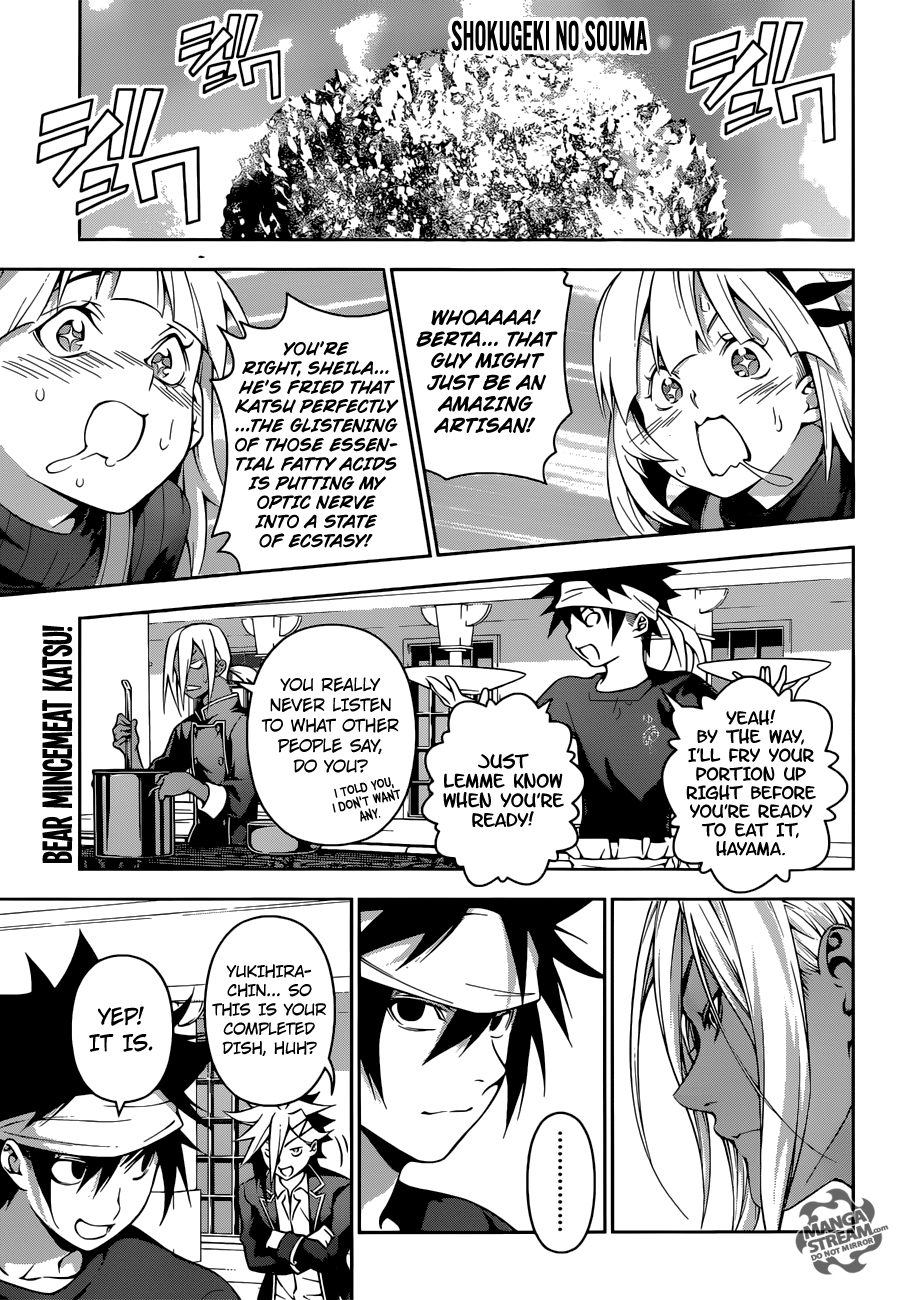 SHOKUGEKI NO SOUMA
ジュワ
ジュワ
ジュワ
WHOAAAA!
BERTA... THAT
GUY MIGHT
JUST BE AN
AMAZING
ARTISAN!
YOU'RE
RIGHT, SHEILA...
HE'S FRIED THAT
KATSU PERFECTLY
...THE GLISTENING
OF THOSE ESSEN-
TIAL FATTY ACIDS
IS PUTTING MY
OPTIC NERVE
INTO A STATE
OF ECSTASY!
BEAR MINCEMEAT KATSU!
YEAH!
BY THE WAY,
I'LL FRY YOUR
PORTION UP
RIGHT BEFORE
YOU'RE READY
TO EAT IT,
HAYAMA.
JUST
LEMME KNOW
WHEN YOU'RE
READY!
YOU REALLY
NEVER LISTEN
TO WHAT OTHER
PEOPLE SAY,
DO YOU?
I TOLD YOU,
I DON'T WANT
ANY.
..........
YUKIHIRA-
CHIN... SO
THIS IS YOUR
COMPLETED
DISH, HUH?
YEP!
IT IS.
MANGA
STREAM.com
DO NOT MIRROR